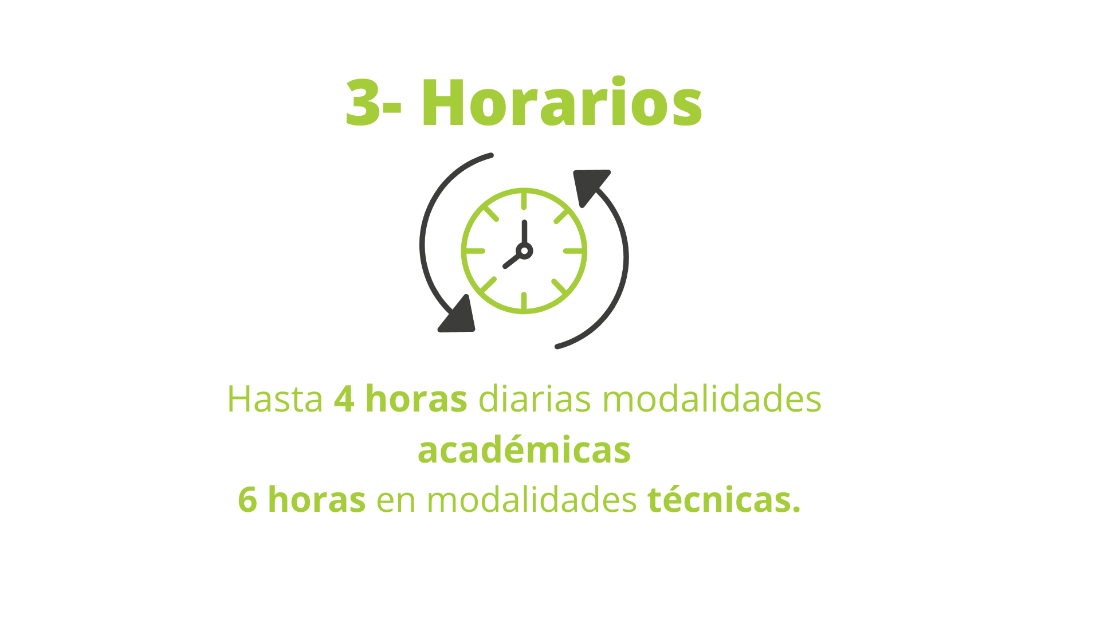 3- Horarios
Hasta 4 horas diarias modalidades
académicas
6 horas en modalidades técnicas.